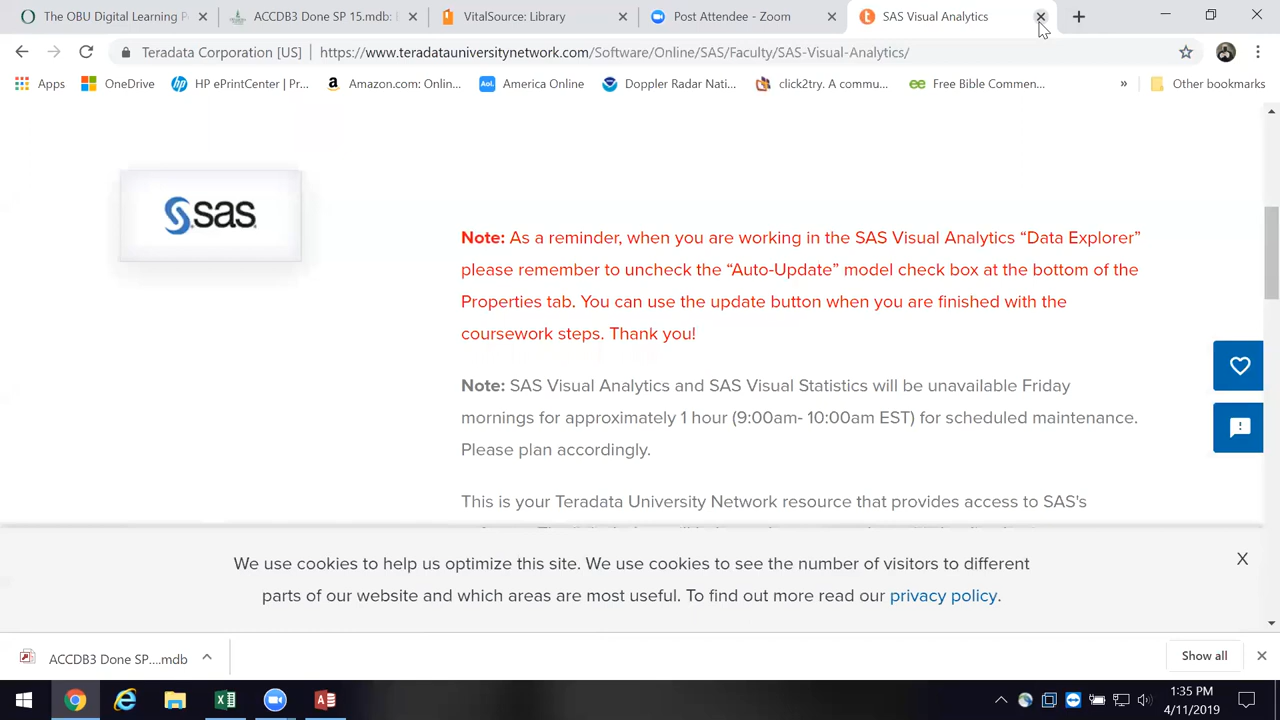 The OBU Digital Learning P
ACCDB3 Done SP 15.mdb:
VitalSource: Library
Post Attendee - Zoom
SAS Visual Analytics
Teradata Corporation [US]
https://www.teradatauniversitynetwork.com/Software/Online/SAS/Faculty/SAS-Visual-Analytics/
Apps
OneDrive
HP ePrintCenter | Pr...
Amazon.com: Onlin...
America Online
Doppler Radar Nati...
click2try. A commu...
Free Bible Commen...
»
Other bookmarks
sas
Note: As a reminder, when you are working in the SAS Visual Analytics “Data Explorer”
please remember to uncheck the “Auto-Update” model check box at the bottom of the
Properties tab. You can use the update button when you are finished with the
coursework steps. Thank you!
Note: SAS Visual Analytics and SAS Visual Statistics will be unavailable Friday
mornings for approximately 1 hour (9:00am- 10:00am EST) for scheduled maintenance.
Please plan accordingly.
This is your Teradata University Network resource that provides access to SAS's
We use cookies to help us optimize this site. We use cookies to see the number of visitors to different
parts of our website and which areas are most useful. To find out more read our privacy policy.
X
ACCDB3 Done SP....mdb
Show all
1:35 PM
4/11/2019